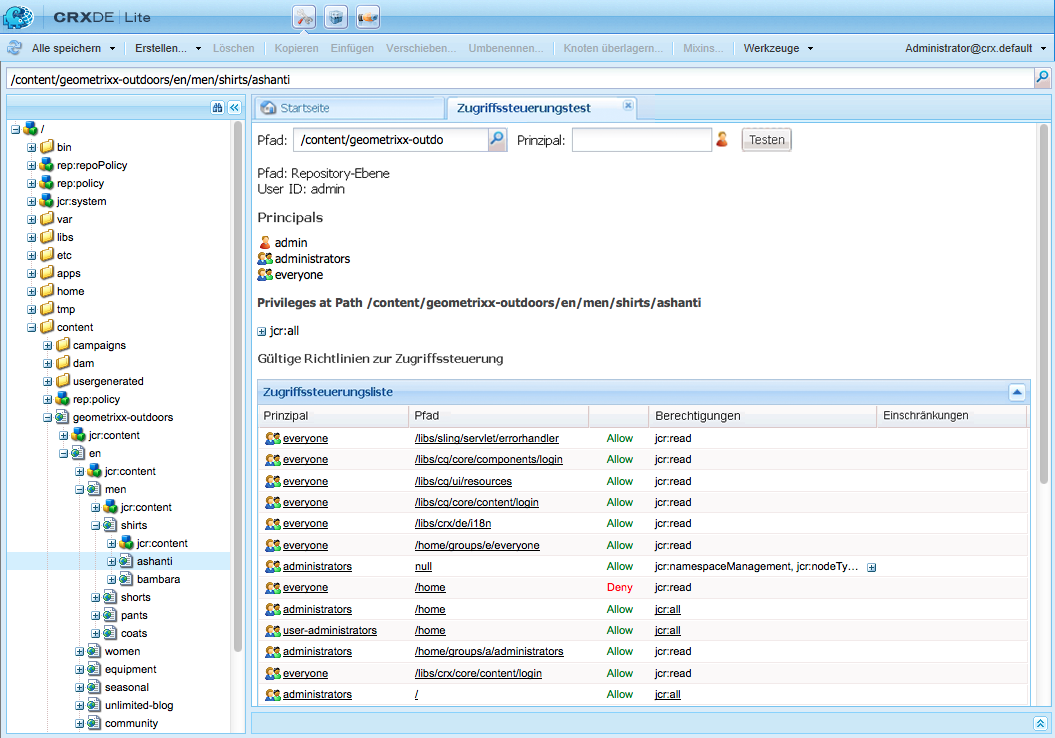 CRXDE | Lite
Alle speichern Erstellen... Löschen Kopieren Einfügen Verschieben... Umbenennen... Knoten überlagern... Mixins... Werkzeuge Administrator@crx.default
/content/geometrixx-outdoors/en/men/shirts/ashanti
/
bin
rep:repoPolicy
rep:policy
jcr:system
var
libs
etc
apps
home
tmp
content
campaigns
dam
usergenerated
rep:policy
geometrixx-outdoors
jcr:content
en
jcr:content
men
jcr:content
shirts
jcr:content
ashanti
bambara
shorts
pants
coats
women
equipment
seasonal
unlimited-blog
community
Startseite Zugriffssteuerungstest
Pfad: /content/geometrixx-outdo Prinzipal: Testen
Pfad: Repository-Ebene
User ID: admin
Principals
admin
administrators
everyone
Privileges at Path /content/geometrixx-outdoors/en/men/shirts/ashanti
jcr:all
Gültige Richtlinien zur Zugriffssteuerung
Zugriffssteuerungsliste
Prinzipal Pfad Berechtigungen Einschränkungen
everyone /libs/sling/servlet/errorhandler Allow jcr:read
everyone /libs/cq/core/components/login Allow jcr:read
everyone /libs/cq/ui/resources Allow jcr:read
everyone /libs/cq/core/content/login Allow jcr:read
everyone /libs/crx/de/i18n Allow jcr:read
everyone /home/groups/e/everyone Allow jcr:read
administrators null Allow jcr:namespaceManagement, jcr:nodeTy...
everyone /home Deny jcr:read
administrators /home Allow jcr:all
user-administrators /home Allow jcr:all
administrators /home/groups/a/administrators Allow jcr:read
everyone /libs/crx/core/content/login Allow jcr:read
administrators / Allow jcr:all